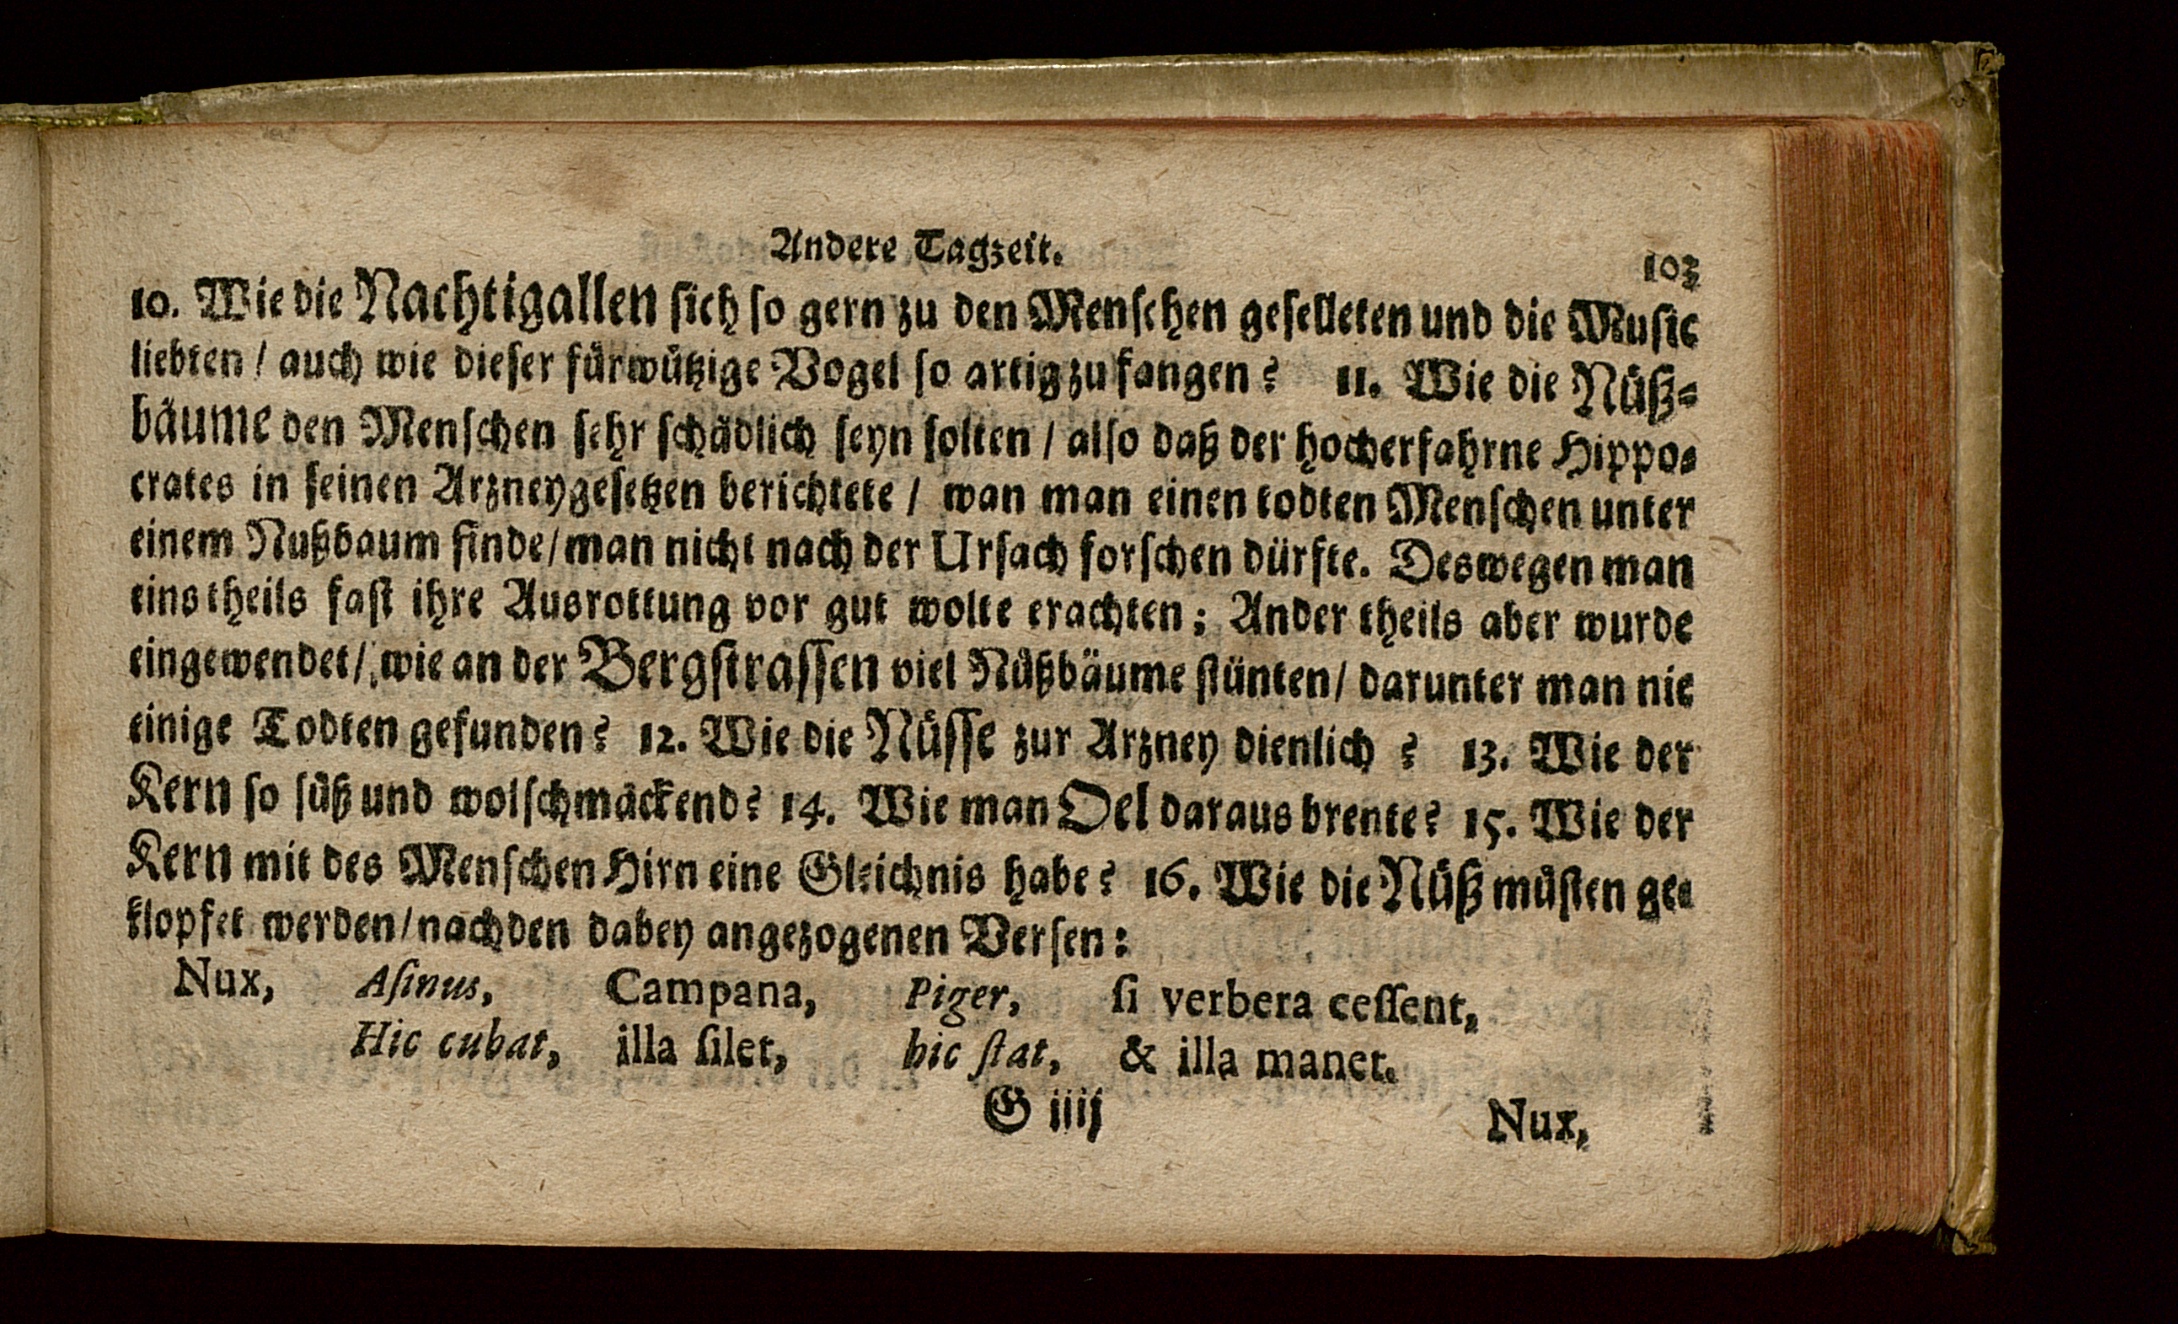 Andere Tagzeit. 103
10. Wie die Nachtigallen ſich ſo gern zu den Menſchen geſelleten und die Muſic
liebten / auch wie dieſer fürwützige Vogel ſo artig zu fangen? 11. Wie die Nüß-
bäume den Menſchen ſehr ſchädlich ſeyn ſolten / alſo daß der hocherfahrne Hippo-
crates in ſeinen Arzneygeſetzen berichtete / wan man einen todten Menſchen unter
einem Nußbaum finde / man nicht nach der Urſach forſchen dürfte. Deswegen man
eins theils faſt ihre Ausrottung vor gut wolte erachten; Ander theils aber wurde
eingewendet / wie an der Bergſtraſſen viel Nüßbäume ſtünten / darunter man nie
einige Todten gefunden? 12. Wie die Nüſſe zur Arzney dienlich? 13. Wie der
Kern ſo ſüß und wolſchmäckend? 14. Wie man Oel daraus brente? 15. Wie der
Kern mit des Menſchen Hirn eine Gleichnis habe? 16. Wie die Nüß müſten ge-
klopfet werden / nach den dabey angezogenen Verſen:
Nux, Aſinus, Campana, Piger, ſi verbera ceſſent,
Hic cubat, illa ſilet, hic ſtat, & illa manet.
G iiij Nux,